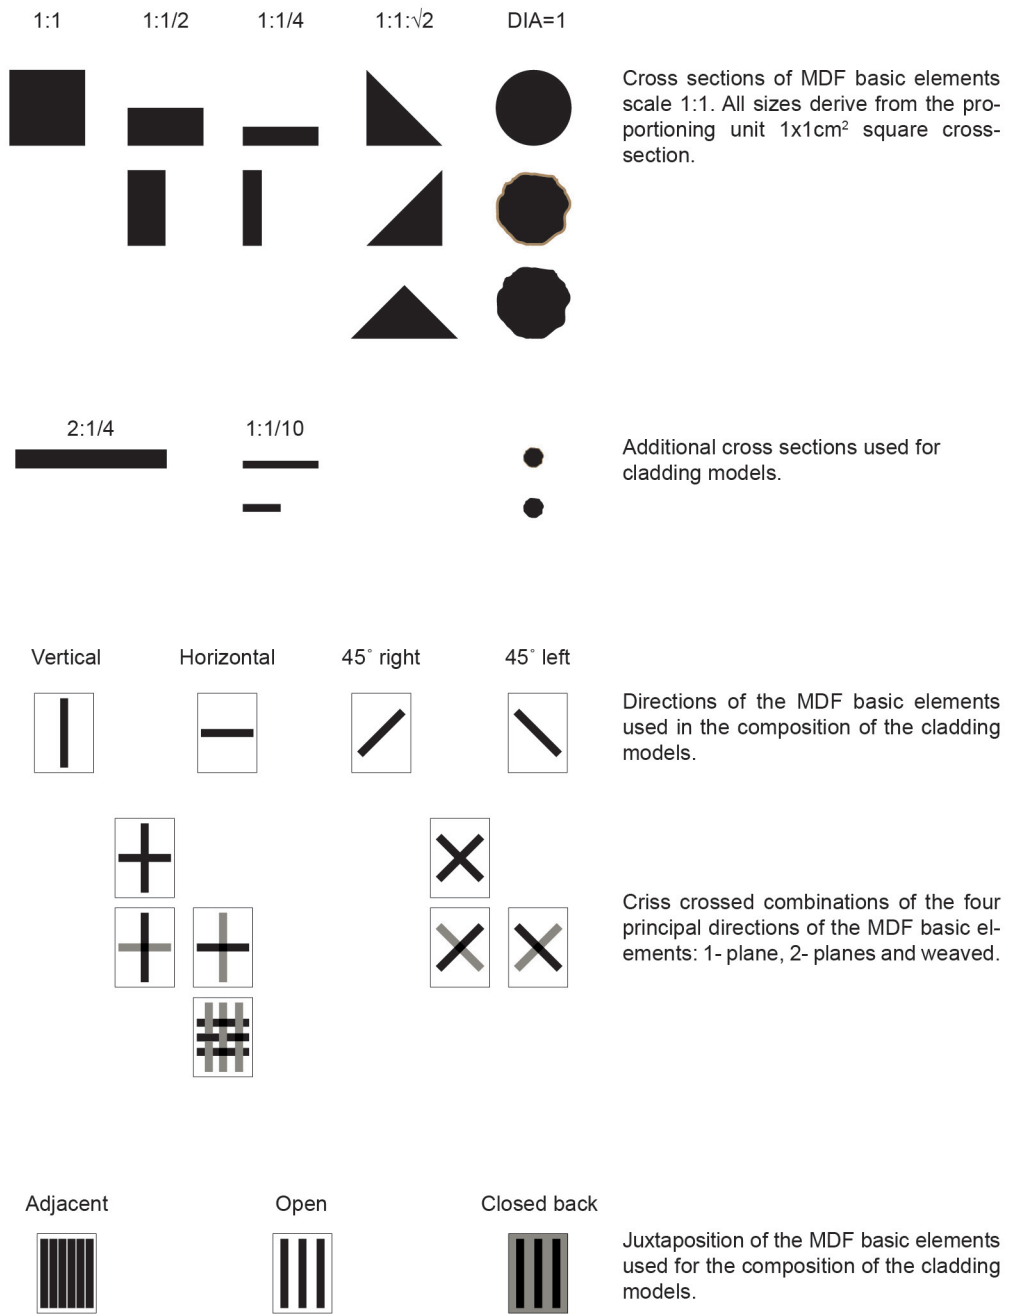 1:1 1:1/2 1:1/4 1:1:√2 DIA=1
Cross sections of MDF basic elements
scale 1:1. All sizes derive from the pro-
portioning unit 1x1cm² square cross-
section.
2:1/4 1:1/10
Additional cross sections used for
cladding models.
Vertical Horizontal 45° right 45° left
Directions of the MDF basic elements
used in the composition of the cladding
models.
Criss crossed combinations of the four
principal directions of the MDF basic el-
ements: 1- plane, 2- planes and weaved.
Adjacent Open Closed back
Juxtaposition of the MDF basic elements
used for the composition of the cladding
models.